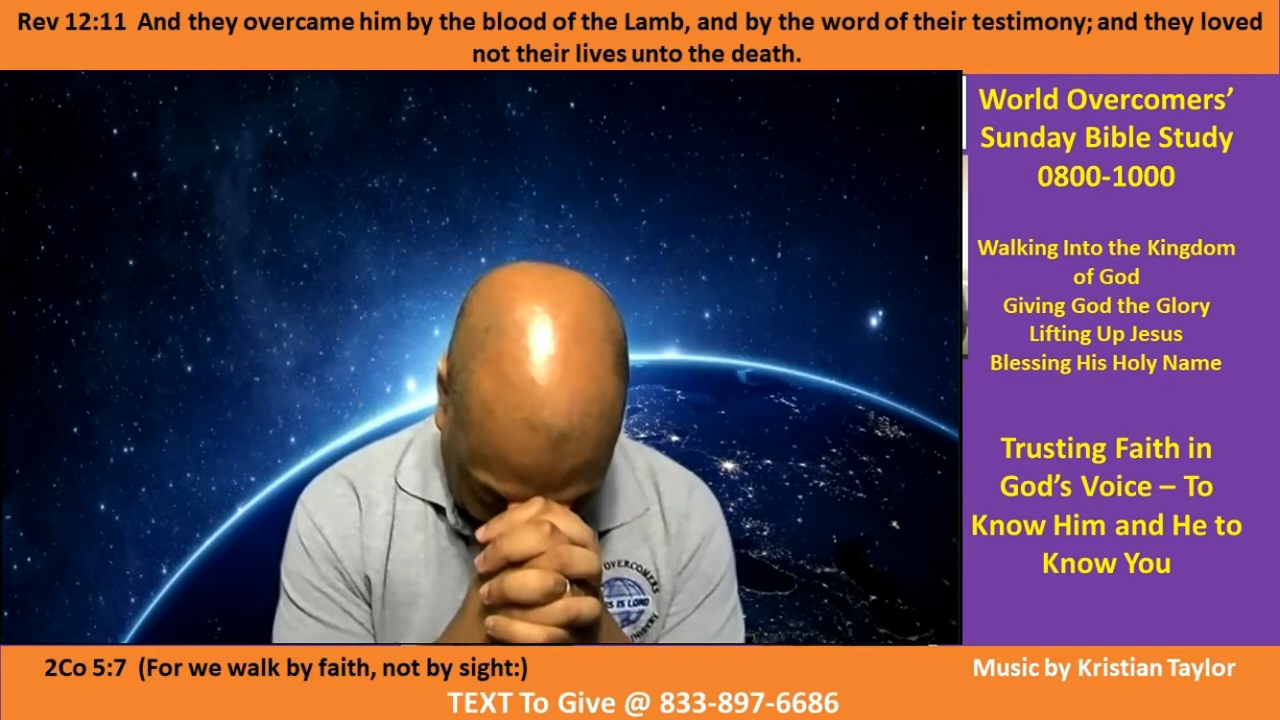 Rev 12:11 And they overcame him by the blood of the Lamb, and by the word of their testimony; and they loved
not their lives unto the death.
World Overcomers’
Sunday Bible Study
0800-1000
Walking Into the Kingdom
of God
Giving God the Glory
Lifting Up Jesus
Blessing His Holy Name
Trusting Faith in
God’s Voice – To
Know Him and He to
Know You
OVERCOMERS
IS LORD
2Co 5:7 (For we walk by faith, not by sight:)
Music by Kristian Taylor
TEXT To Give @ 833-897-6686